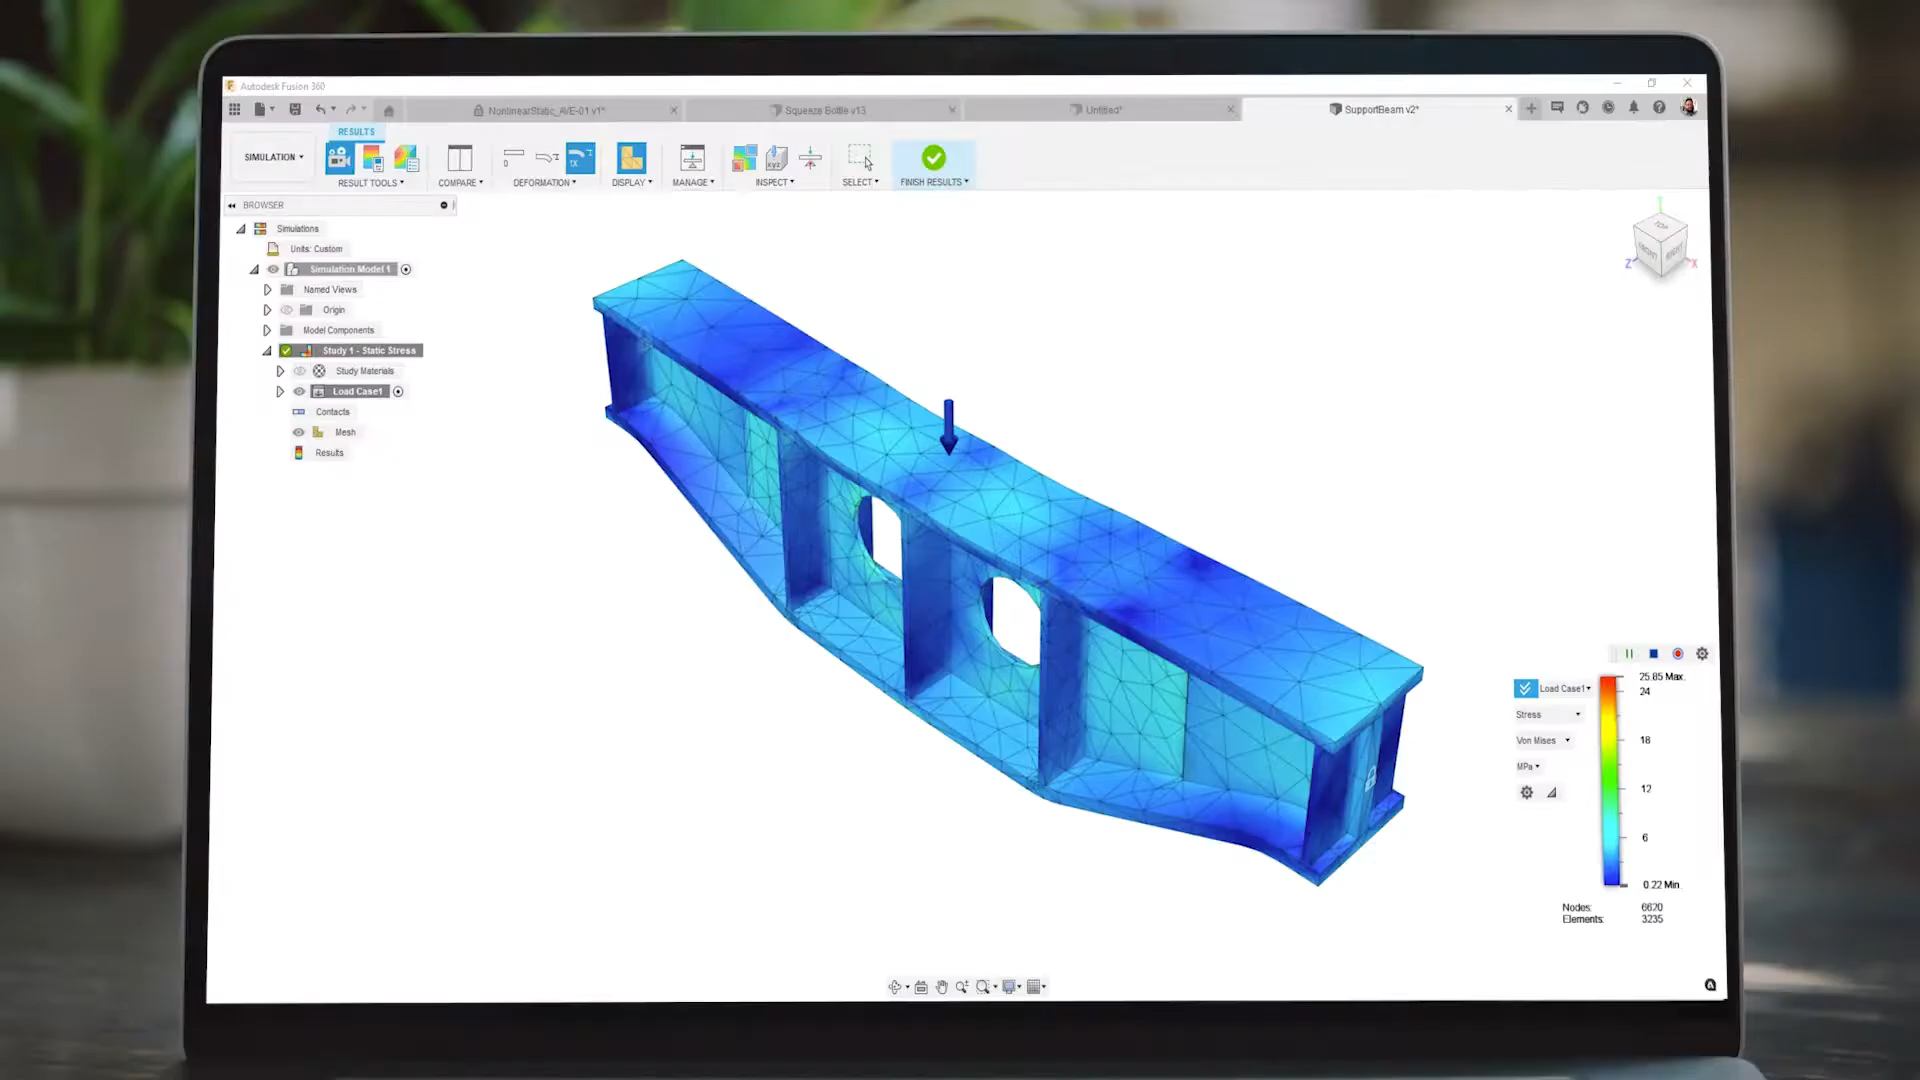 Autodesk Fusion 360
NonlinearStatic_AVE-01 v1*
Squeeze Bottle v13
Untitled*
SupportBeam v2*
RESULTS
SIMULATION
RESULT TOOLS
COMPARE
DEFORMATION
DISPLAY
MANAGE
INSPECT
SELECT
FINISH RESULTS
BROWSER
Simulations
Units: Custom
Simulation Model 1
Named Views
Origin
Model Components
Study 1 - Static Stress
Study Materials
Load Case1
Contacts
Mesh
Results
TOP
FRONT
RIGHT
Z
X
Load Case1
Stress
Von Mises
MPa
25.85 Max.
24
18
12
6
0.22 Min.
Nodes: 6620
Elements: 3235